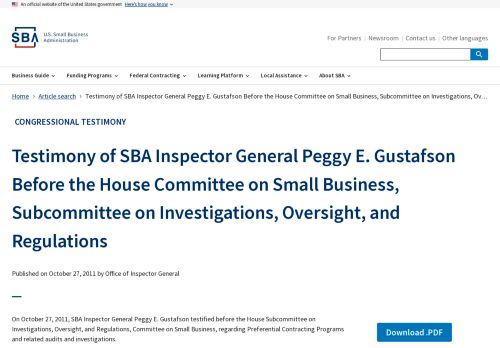 An official website of the United States government Here's how you know
SBA U.S. Small Business
Administration
For Partners Newsroom Contact us Other languages
Business Guide Funding Programs Federal Contracting Learning Platform Local Assistance About SBA
Home Article search Testimony of SBA Inspector General Peggy E. Gustafson Before the House Committee on Small Business, Subcommittee on Investigations, Ov...
CONGRESSIONAL TESTIMONY
Testimony of SBA Inspector General Peggy E. Gustafson
Before the House Committee on Small Business,
Subcommittee on Investigations, Oversight, and
Regulations
Published on October 27, 2011 by Office of Inspector General
On October 27, 2011, SBA Inspector General Peggy E. Gustafson testified before the House Subcommittee on
Investigations, Oversight, and Regulations, Committee on Small Business, regarding Preferential Contracting Programs
and related audits and investigations.
Download .PDF